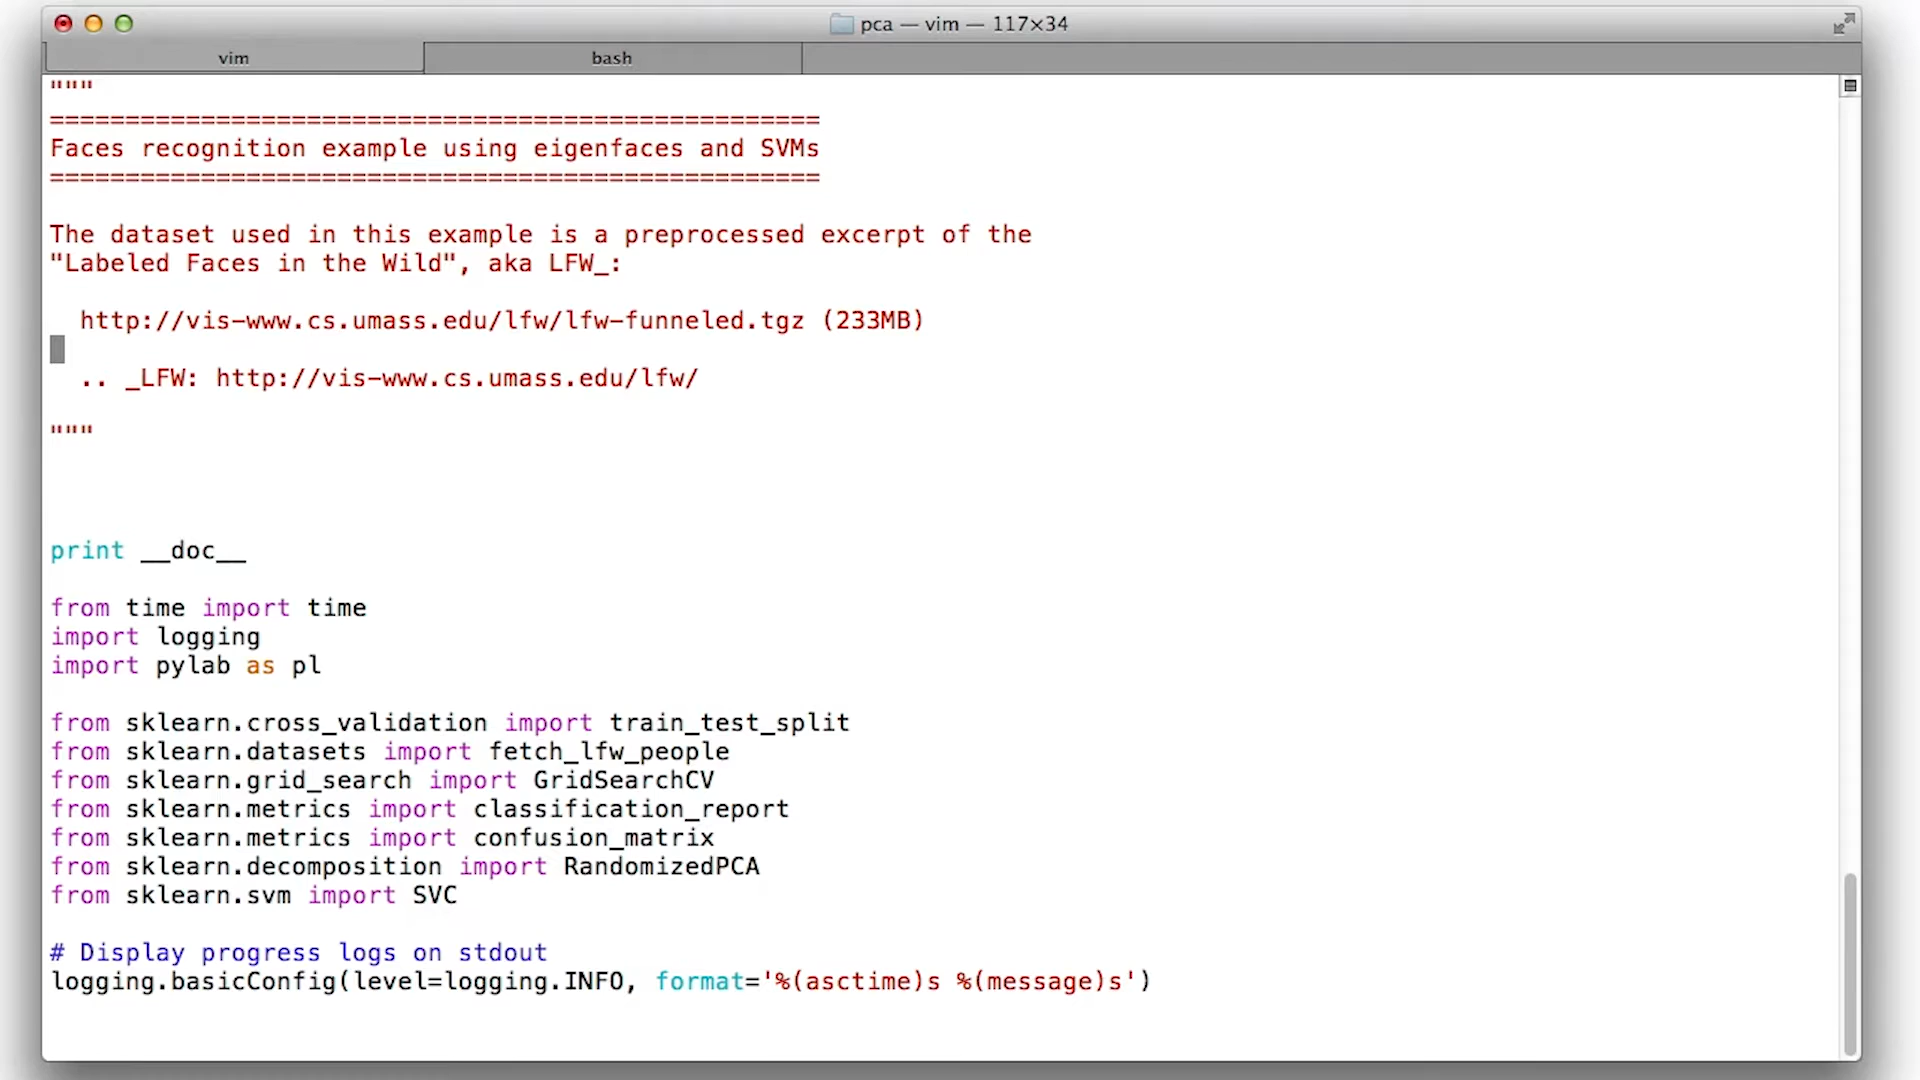 pca — vim — 117×34
vim
bash
"""
===================================================
Faces recognition example using eigenfaces and SVMs
===================================================
The dataset used in this example is a preprocessed excerpt of the
"Labeled Faces in the Wild", aka LFW_:
http://vis-www.cs.umass.edu/lfw/lfw-funneled.tgz (233MB)
.. _LFW: http://vis-www.cs.umass.edu/lfw/
"""
print __doc__
from time import time
import logging
import pylab as pl
from sklearn.cross_validation import train_test_split
from sklearn.datasets import fetch_lfw_people
from sklearn.grid_search import GridSearchCV
from sklearn.metrics import classification_report
from sklearn.metrics import confusion_matrix
from sklearn.decomposition import RandomizedPCA
from sklearn.svm import SVC
# Display progress logs on stdout
logging.basicConfig(level=logging.INFO, format='%(asctime)s %(message)s')